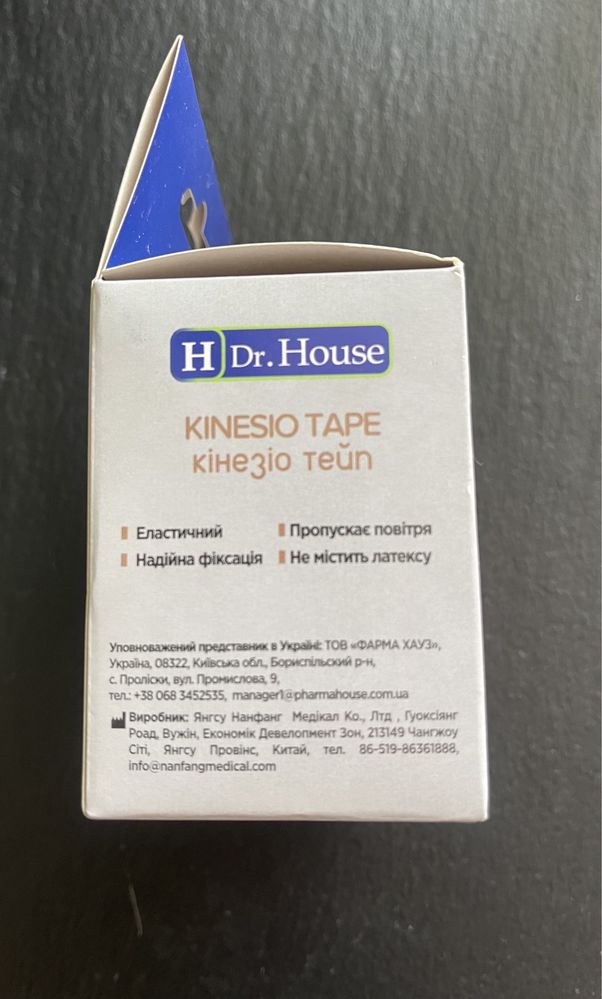 H Dr. House
KINESIO TAPE
кінезіо тейп
Еластичний
Пропускає повітря
Надійна фіксація
Не містить латексу
Уповноважений представник в Україні: ТОВ «ФАРМА ХАУЗ»,
Україна, 08322, Київська обл., Бориспільский р-н,
с. Проліски, вул. Промислова, 9,
тел.: +38 068 3452535, manager1@pharmahouse.com.ua
Виробник: Янгсу Нанфанг Медікал Ко., Лтд , Гуоксіянг
Роад, Вужін, Економік Девелопмент Зон, 213149 Чангжоу
Сіті, Янгсу Провінс, Китай, тел. 86-519-86361888,
info@nanfangmedical.com